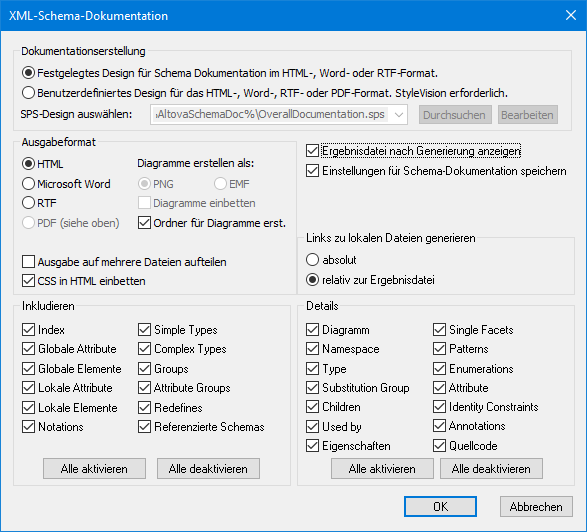 XML-Schema-Dokumentation
Dokumentationserstellung
Festgelegtes Design für Schema Dokumentation im HTML-, Word- oder RTF-Format.
Benutzerdefiniertes Design für das HTML-, Word-, RTF- oder PDF-Format. StyleVision erforderlich.
SPS-Design auswählen: AltovaSchemaDoc%\OverallDocumentation.sps Durchsuchen Bearbeiten
Ausgabeformat
HTML Diagramme erstellen als:
Microsoft Word PNG EMF
RTF Diagramme einbetten
PDF (siehe oben) Ordner für Diagramme erst.
Ausgabe auf mehrere Dateien aufteilen
CSS in HTML einbetten
Ergebnisdatei nach Generierung anzeigen
Einstellungen für Schema-Dokumentation speichern
Links zu lokalen Dateien generieren
absolut
relativ zur Ergebnisdatei
Inkludieren
Index Simple Types
Globale Attribute Complex Types
Globale Elemente Groups
Lokale Attribute Attribute Groups
Lokale Elemente Redefines
Notations Referenzierte Schemas
Alle aktivieren Alle deaktivieren
Details
Diagramm Single Facets
Namespace Patterns
Type Enumerations
Substitution Group Attribute
Children Identity Constraints
Used by Annotations
Eigenschaften Quellcode
Alle aktivieren Alle deaktivieren
OK Abbrechen